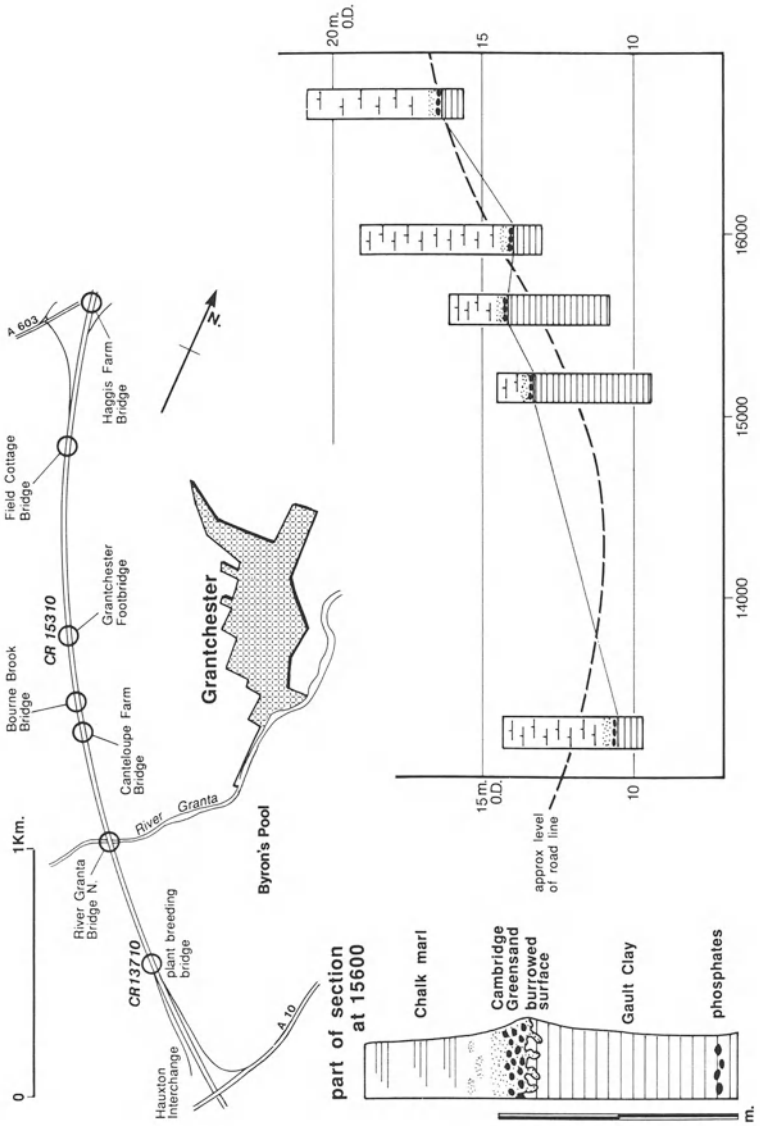 0
1Km.
Hauxton
Interchange
A 10
CR13710
plant breeding
bridge
River Granta
Bridge N.
River Granta
Byron's Pool
Canteloupe Farm
Bridge
Bourne Brook
Bridge
CR 15310
Grantchester
Footbridge
Grantchester
Field Cottage
Bridge
A 603
Haggis Farm
Bridge
N.
part of section
at 15600
Chalk marl
Cambridge
Greensand
burrowed
surface
Gault Clay
phosphates
m.
approx level
of road line
15m.
O.D.
10
20m.
O.D.
15
10
14000
15000
16000